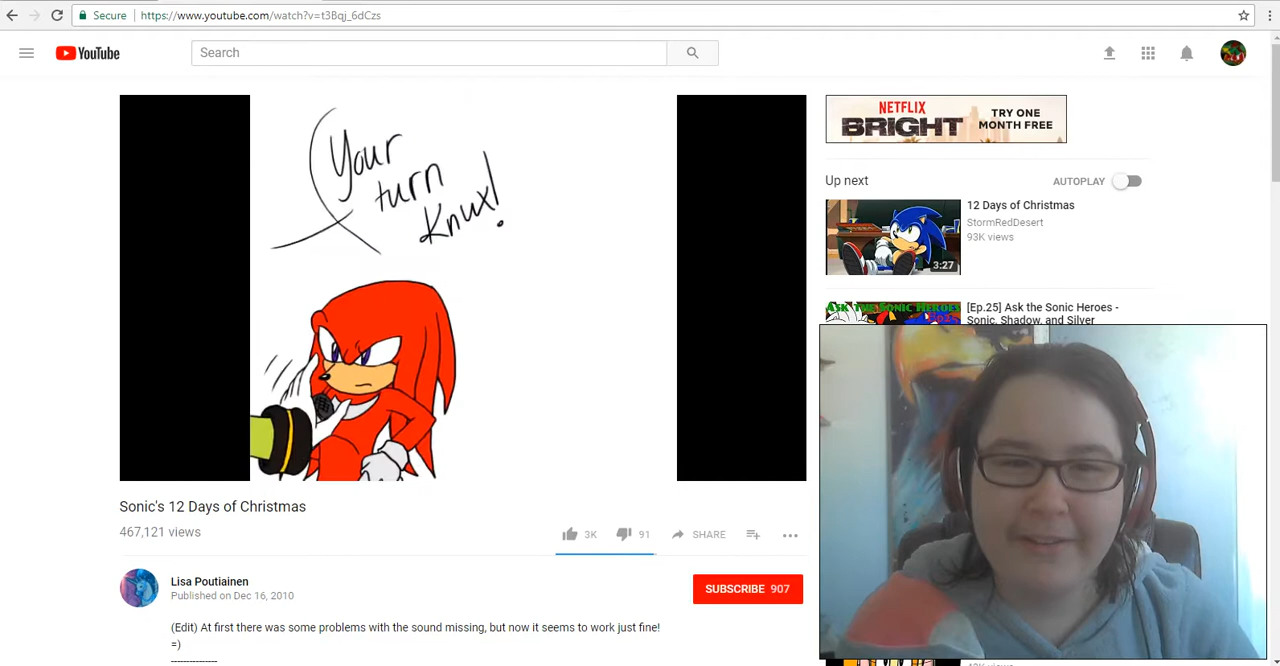 Secure https://www.youtube.com/watch?v=t3Bqj_6dCzs
YouTube
Search
Your
turn
Knux!
NETFLIX
BRIGHT
TRY ONE
MONTH FREE
Up next
AUTOPLAY
12 Days of Christmas
StormRedDesert
93K views
3:27
ASK THE SONIC HEROES
[Ep.25] Ask the Sonic Heroes -
Sonic, Shadow, and Silver
Sonic's 12 Days of Christmas
467,121 views
3K
91
SHARE
Lisa Poutiainen
Published on Dec 16, 2010
SUBSCRIBE 907
(Edit) At first there was some problems with the sound missing, but now it seems to work just fine!
=)
--------------